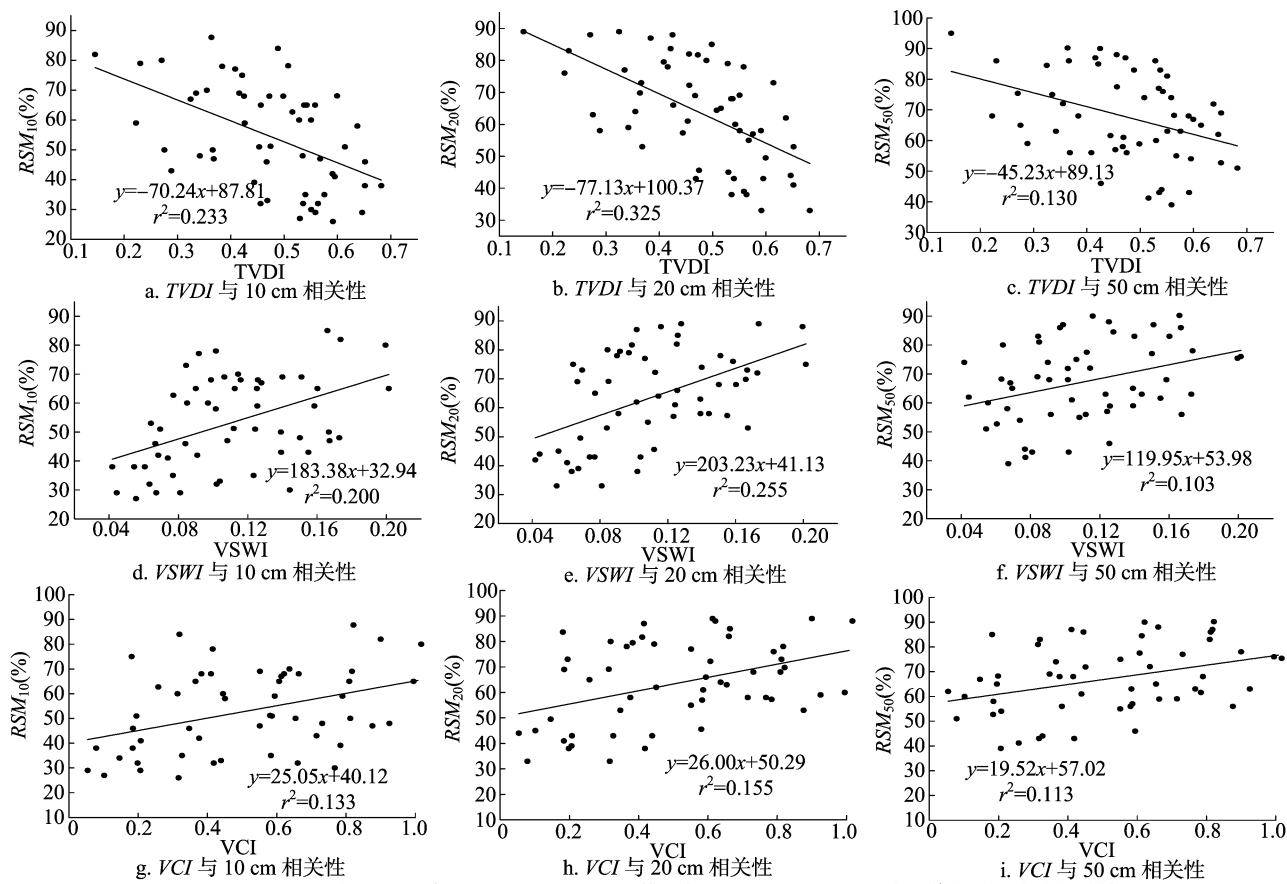 90
80
70
60
50
40
30
20
RSM10(%)
y=−70.24x+87.81
r²=0.233
0.1 0.2 0.3 0.4 0.5 0.6 0.7
TVDI
a. TVDI 与 10 cm 相关性
90
80
70
60
50
40
30
RSM20(%)
y=−77.13x+100.37
r²=0.325
0.1 0.2 0.3 0.4 0.5 0.6 0.7
TVDI
b. TVDI 与 20 cm 相关性
100
90
80
70
60
50
40
30
RSM50(%)
y=−45.23x+89.13
r²=0.130
0.1 0.2 0.3 0.4 0.5 0.6 0.7
TVDI
c. TVDI 与 50 cm 相关性
90
80
70
60
50
40
30
20
RSM10(%)
y=183.38x+32.94
r²=0.200
0.04 0.08 0.12 0.16 0.20
VSWI
d. VSWI 与 10 cm 相关性
90
80
70
60
50
40
30
20
RSM20(%)
y=203.23x+41.13
r²=0.255
0.04 0.08 0.12 0.16 0.20
VSWI
e. VSWI 与 20 cm 相关性
90
80
70
60
50
40
30
20
RSM50(%)
y=119.95x+53.98
r²=0.103
0.04 0.08 0.12 0.16 0.20
VSWI
f. VSWI 与 50 cm 相关性
100
90
80
70
60
50
40
30
20
10
RSM10(%)
y=25.05x+40.12
r²=0.133
0 0.2 0.4 0.6 0.8 1.0
VCI
g. VCI 与 10 cm 相关性
100
90
80
70
60
50
40
30
20
10
RSM20(%)
y=26.00x+50.29
r²=0.155
0 0.2 0.4 0.6 0.8 1.0
VCI
h. VCI 与 20 cm 相关性
100
90
80
70
60
50
40
30
20
10
RSM50(%)
y=19.52x+57.02
r²=0.113
0 0.2 0.4 0.6 0.8 1.0
VCI
i. VCI 与 50 cm 相关性